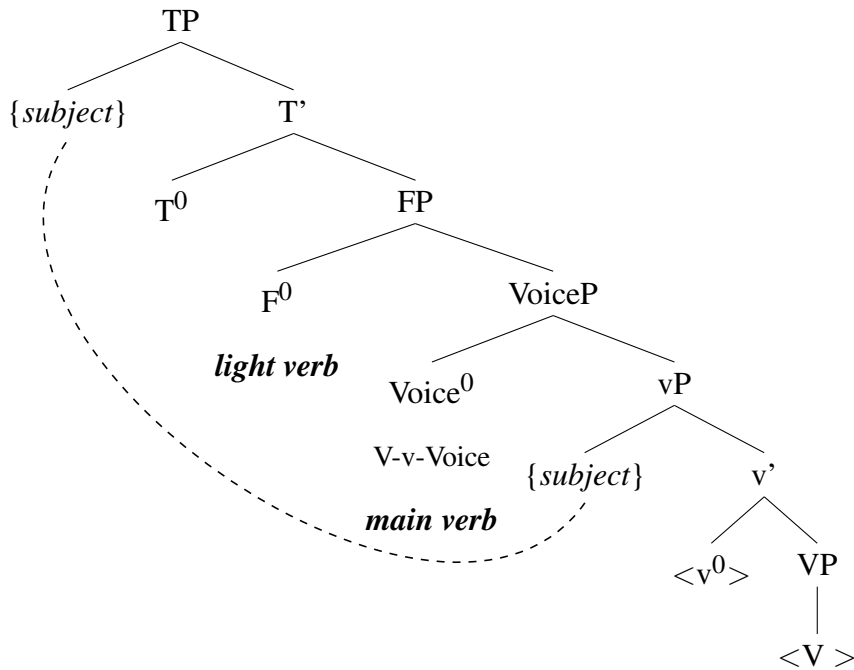 TP
{subject} T’
T⁰ FP
F⁰ VoiceP
light verb
Voice⁰ vP
V-v-Voice
{subject} v’
main verb
<v⁰> VP
<V >